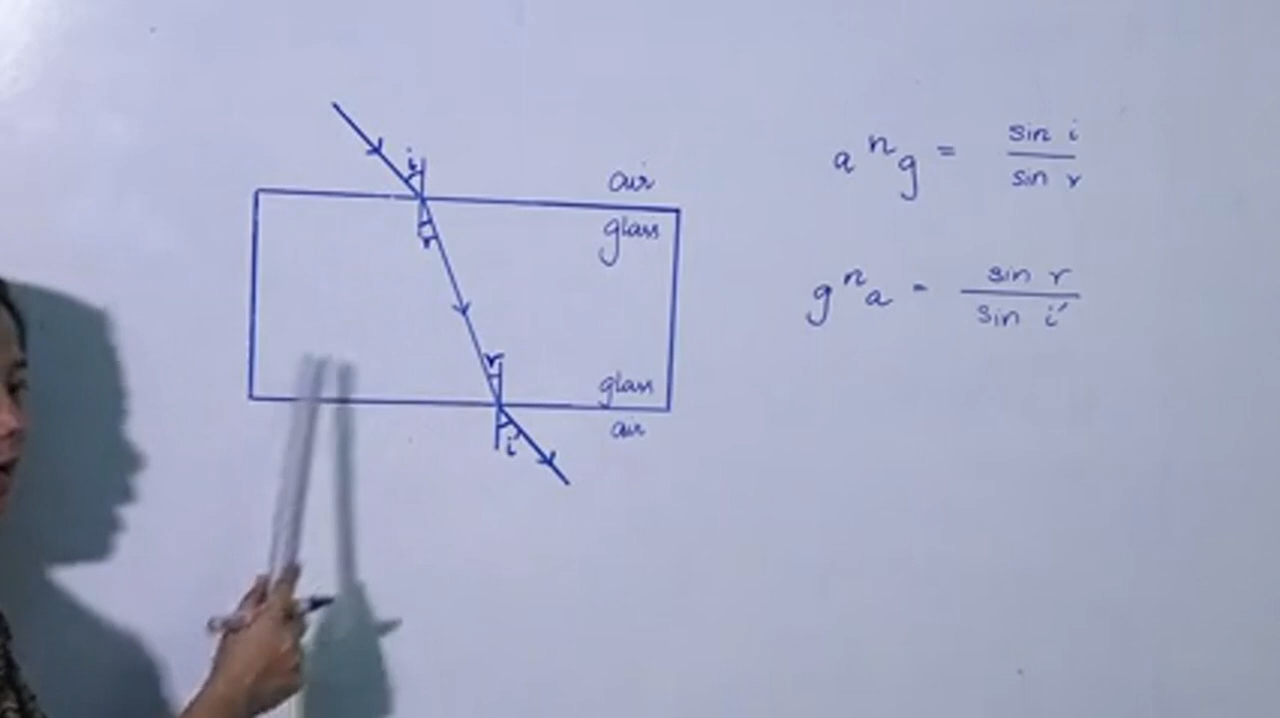 i
air
glass
r
r
glass
air
i'
a n g = sin i / sin r
g n a = sin r / sin i'